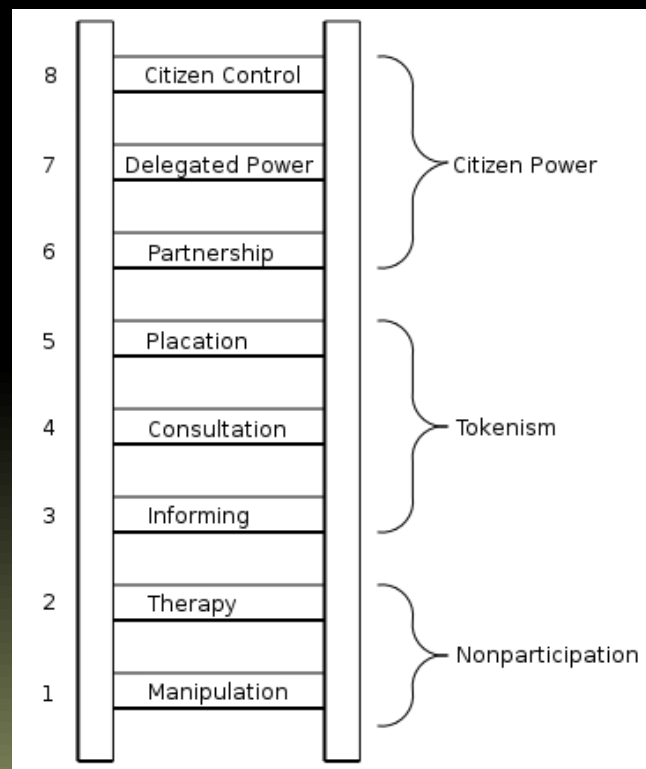 8 Citizen Control
7 Delegated Power
Citizen Power
6 Partnership
5 Placation
4 Consultation
Tokenism
3 Informing
2 Therapy
Nonparticipation
1 Manipulation